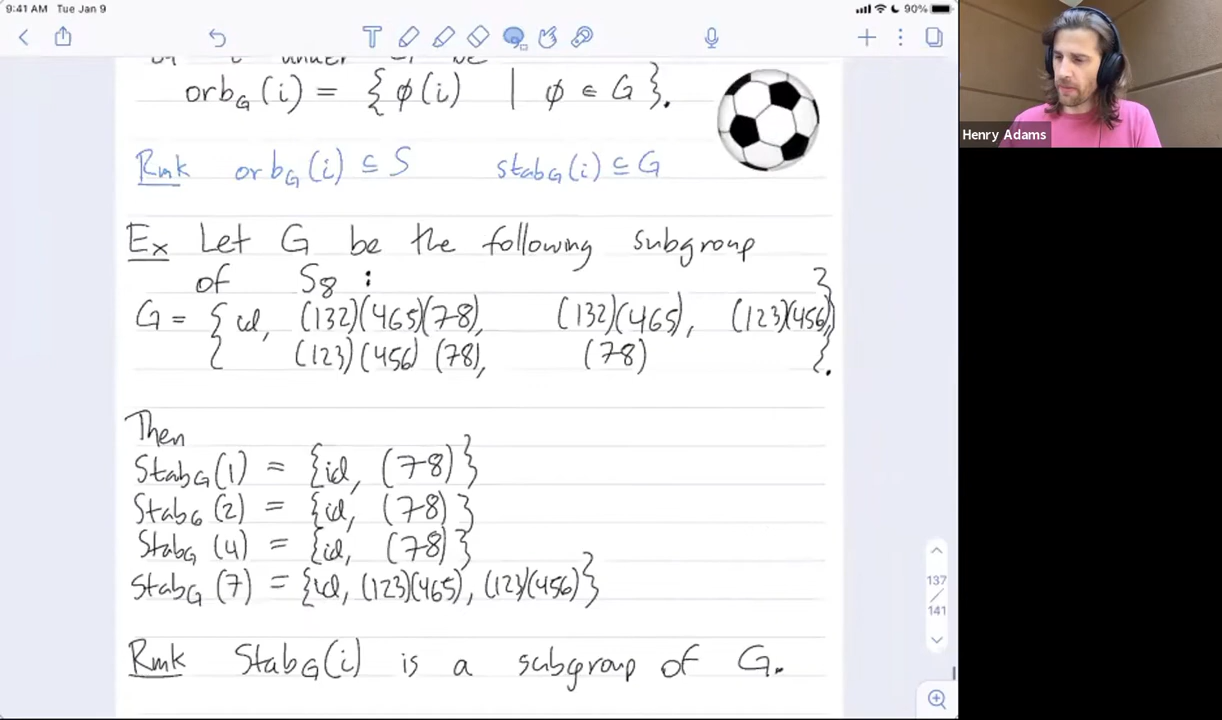 9:41 AM Tue Jan 9
90%
orb_G(i) = {φ(i) | φ ∈ G}.
Rmk orb_G(i) ⊆ S stab_G(i) ⊆ G
Ex Let G be the following subgroup
of S8 :
G = { id, (132)(465)(78), (132)(465), (123)(456),
(123)(456)(78), (78) }.
Then
Stab_G(1) = {id, (78)}
Stab_G(2) = {id, (78)}
Stab_G(4) = {id, (78)}
Stab_G(7) = {id, (123)(465), (123)(456)}
Rmk Stab_G(i) is a subgroup of G.
137
/
141
Henry Adams